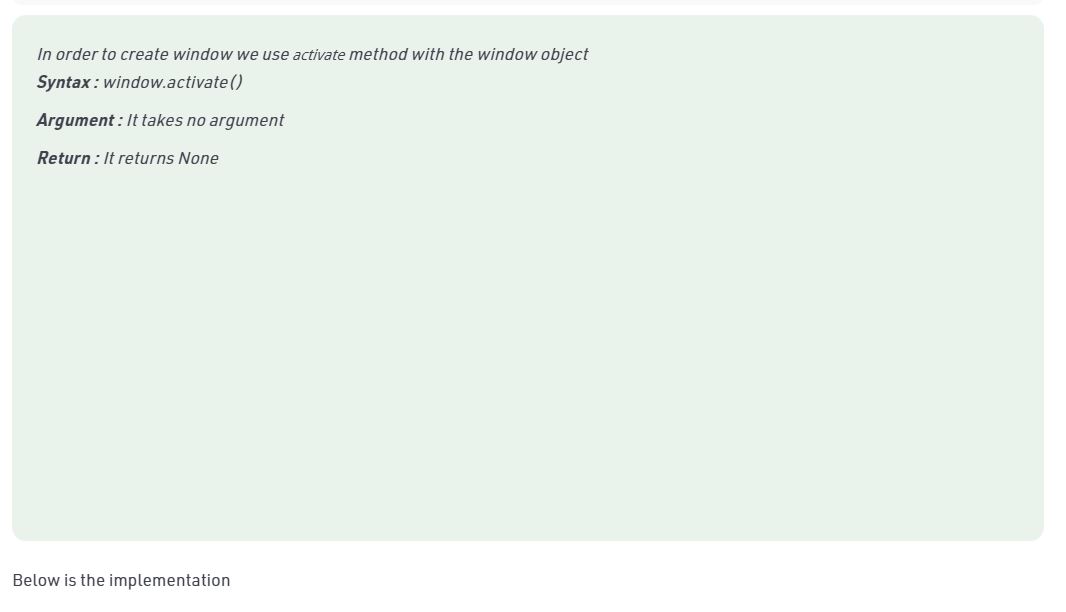 In order to create window we use activate method with the window object
Syntax : window.activate()
Argument : It takes no argument
Return : It returns None
Below is the implementation